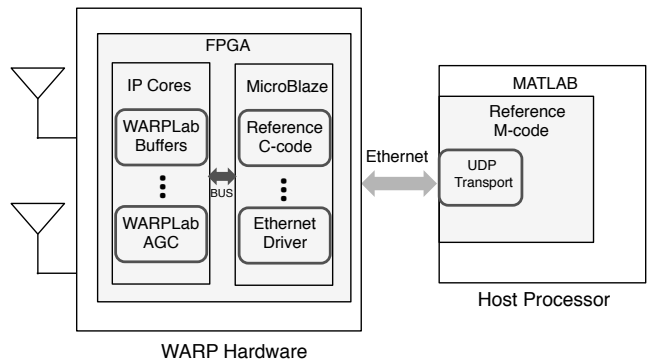 FPGA
IP Cores
MicroBlaze
WARPLab
Buffers
Reference
C-code
BUS
WARPLab
AGC
Ethernet
Driver
Ethernet
MATLAB
Reference
M-code
UDP
Transport
Host Processor
WARP Hardware